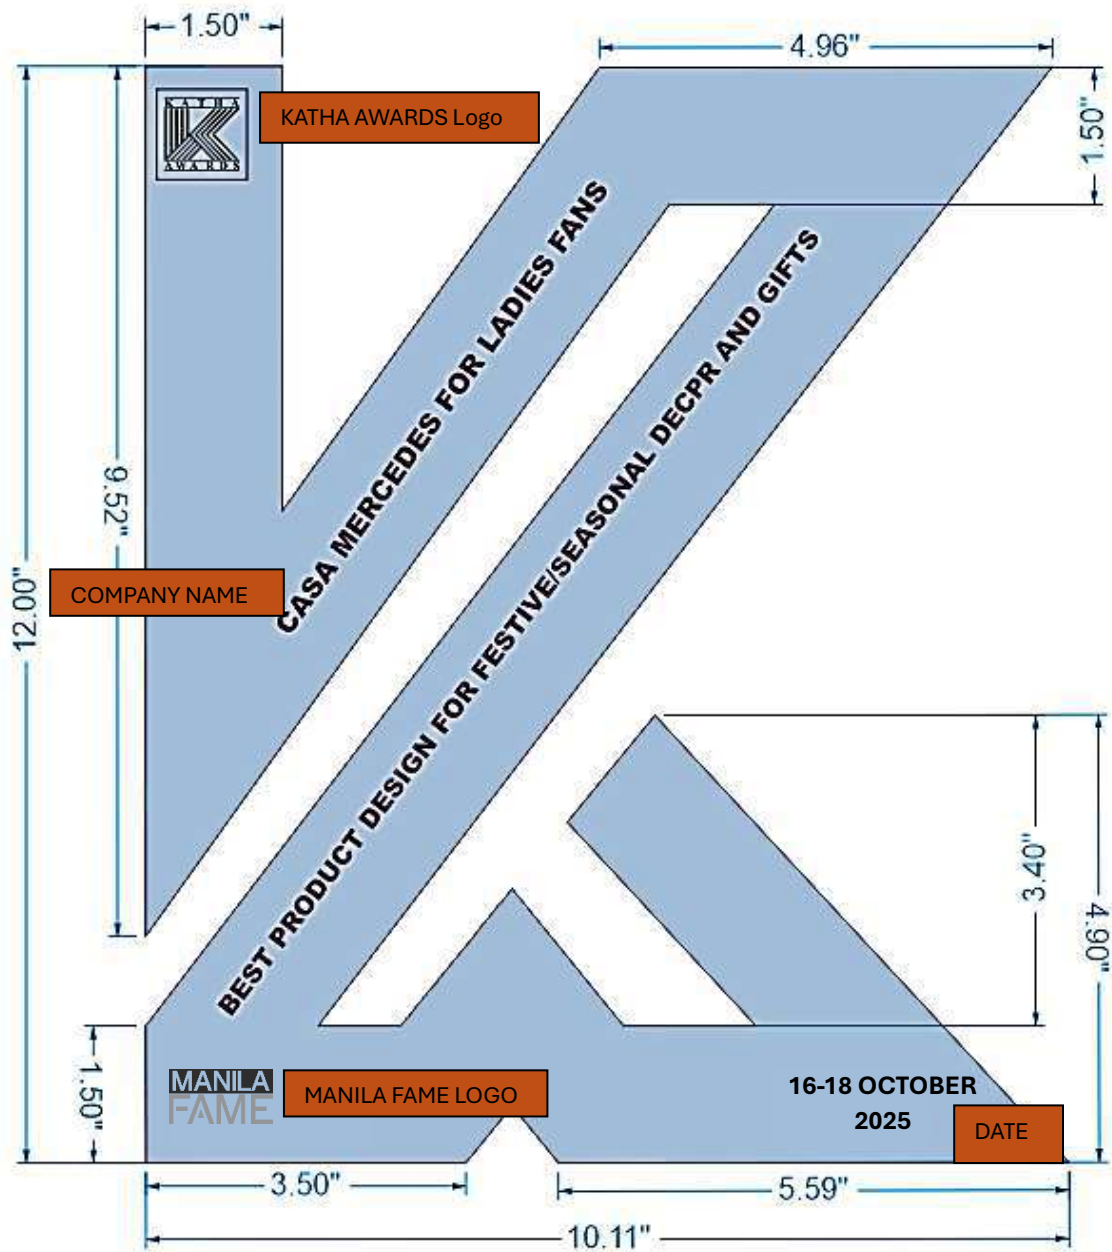 1.50"
4.96"
KATHA
AWARDS
KATHA AWARDS Logo
1.50"
CASA MERCEDES FOR LADIES FANS
BEST PRODUCT DESIGN FOR FESTIVE/SEASONAL DECPR AND GIFTS
9.52"
12.00"
COMPANY NAME
3.40"
4.90"
1.50"
MANILA
FAME
MANILA FAME LOGO
16-18 OCTOBER
2025
DATE
3.50"
5.59"
10.11"